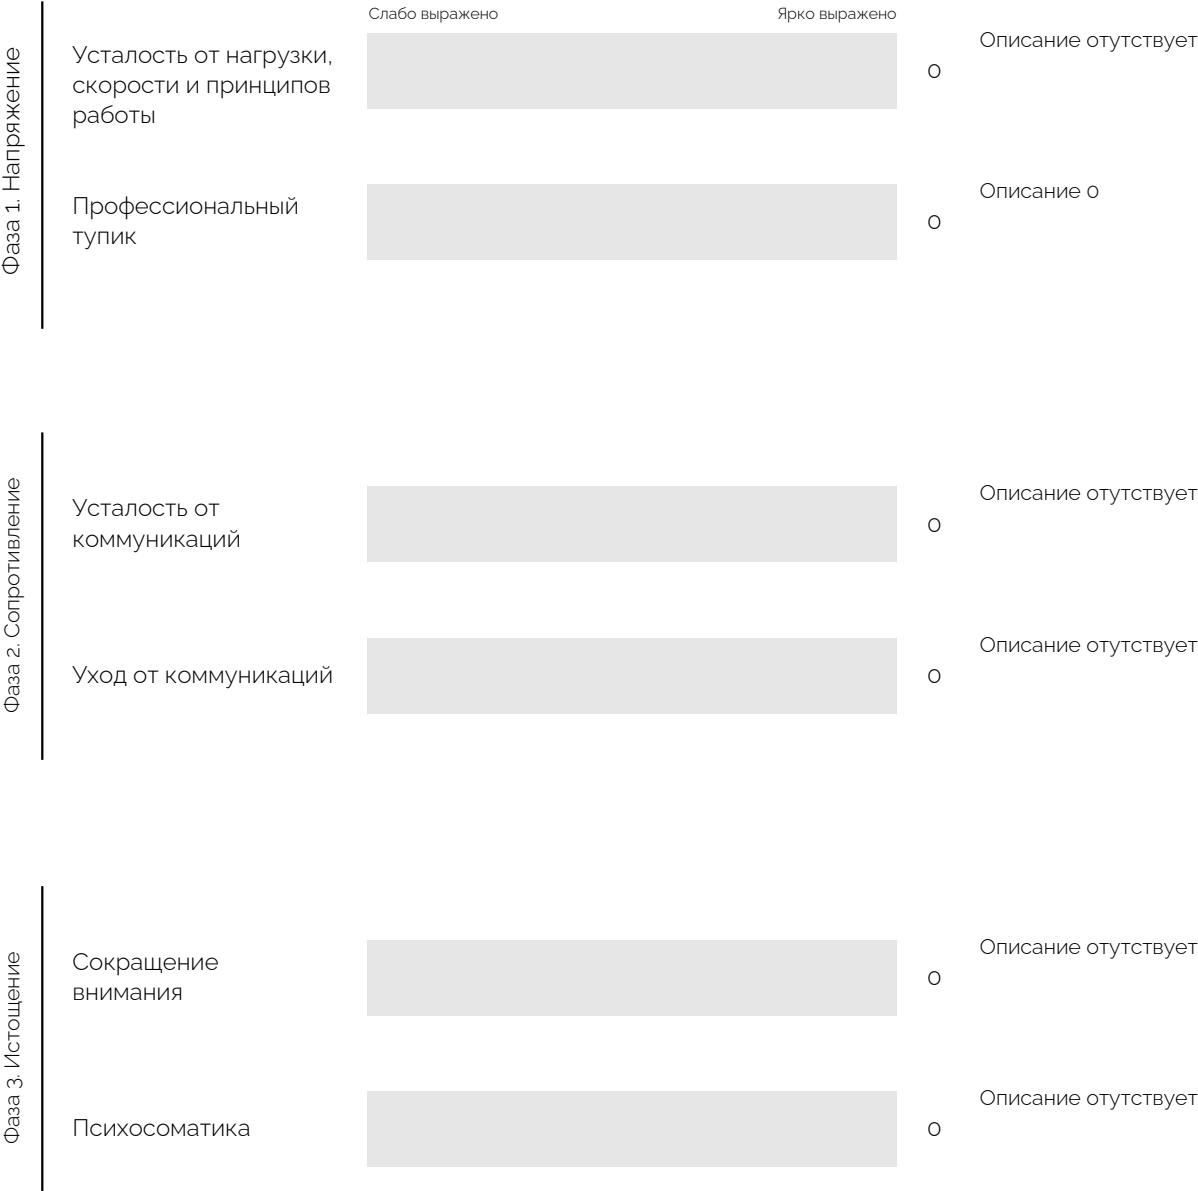 Слабо выражено
Ярко выражено
Фаза 1. Напряжение
Усталость от нагрузки,
скорости и принципов
работы
0
Описание отутствует
Профессиональный
тупик
0
Описание 0
Фаза 2. Сопротивление
Усталость от
коммуникаций
0
Описание отутствует
Уход от коммуникаций
0
Описание отутствует
Фаза 3. Истощение
Сокращение
внимания
0
Описание отутствует
Психосоматика
0
Описание отутствует